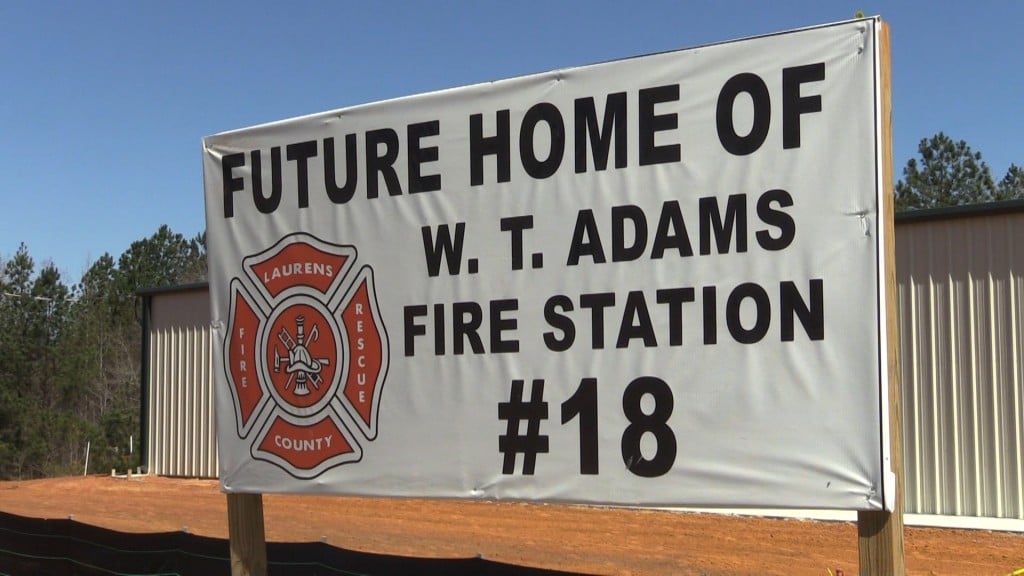 FUTURE HOME OF
W. T. ADAMS
FIRE STATION
#18
LAURENS
FIRE
RESCUE
COUNTY